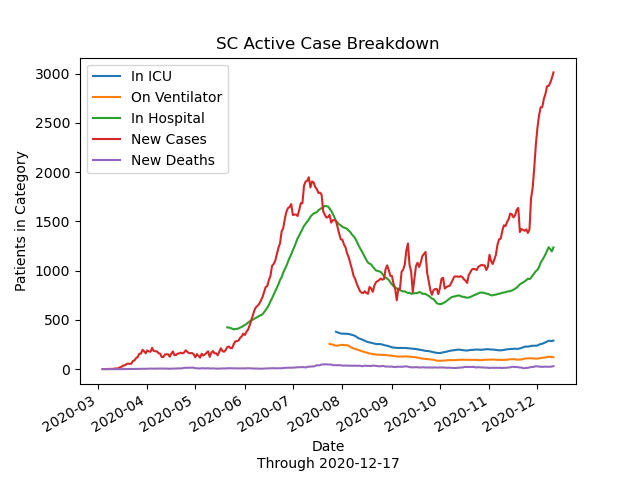 SC Active Case Breakdown
In ICU
On Ventilator
In Hospital
New Cases
New Deaths
Patients in Category
3000
2500
2000
1500
1000
500
0
2020-03
2020-04
2020-05
2020-06
2020-07
2020-08
2020-09
2020-10
2020-11
2020-12
Date
Through 2020-12-17